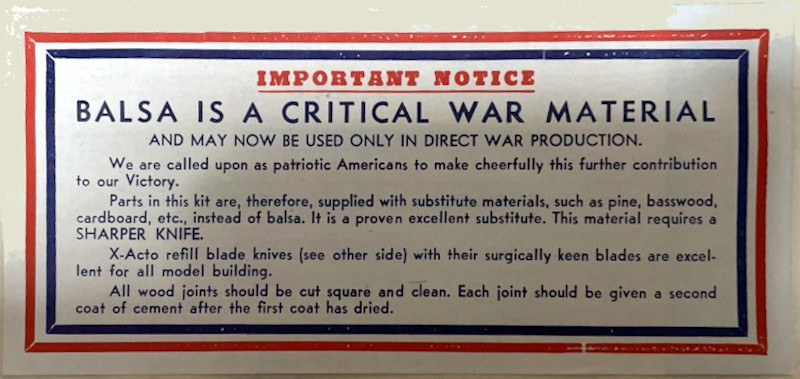 IMPORTANT NOTICE
BALSA IS A CRITICAL WAR MATERIAL
AND MAY NOW BE USED ONLY IN DIRECT WAR PRODUCTION.
We are called upon as patriotic Americans to make cheerfully this further contribution
to our Victory.
Parts in this kit are, therefore, supplied with substitute materials, such as pine, basswood,
cardboard, etc., instead of balsa. It is a proven excellent substitute. This material requires a
SHARPER KNIFE.
X-Acto refill blade knives (see other side) with their surgically keen blades are excel-
lent for all model building.
All wood joints should be cut square and clean. Each joint should be given a second
coat of cement after the first coat has dried.